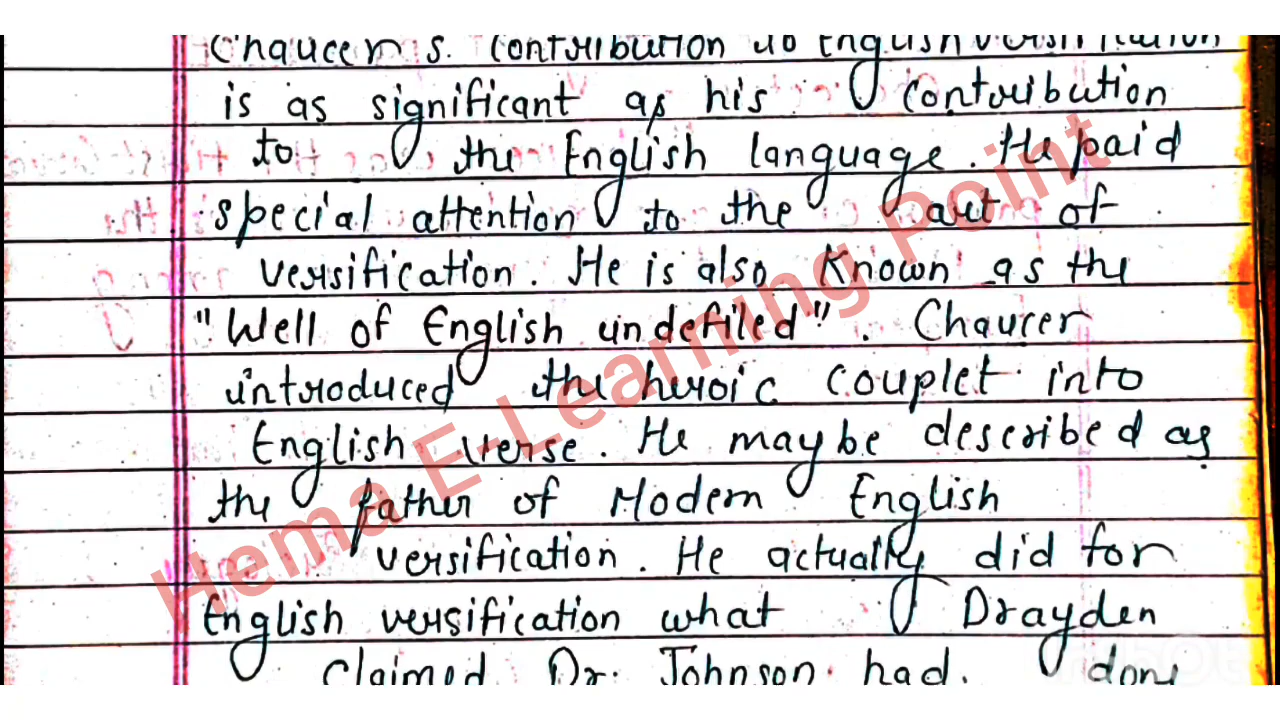 Chaucer's. Contribution to English versification
is as significant as his contribution
to the English language. He paid
special attention to the art of
versification. He is also Known as the
"Well of English undefiled". Chaucer
introduced the heroic couplet into
English verse. He may be described as
the father of Modern English
versification. He actually did for
English versification what Drayden
claimed Dr. Johnson had. done
Hema E-Learning Point